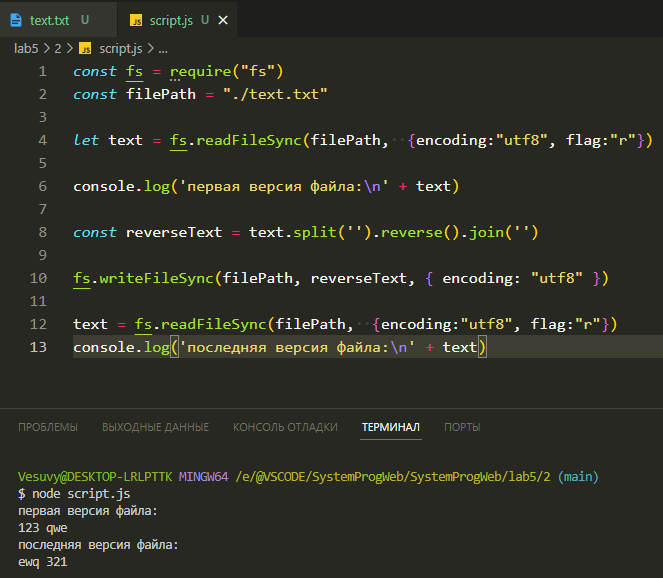 text.txt U script.js U
lab5 > 2 > script.js > ...
1 const fs = require("fs")
2 const filePath = "./text.txt"
3
4 let text = fs.readFileSync(filePath, {encoding:"utf8", flag:"r"})
5
6 console.log('первая версия файла:\n' + text)
7
8 const reverseText = text.split('').reverse().join('')
9
10 fs.writeFileSync(filePath, reverseText, { encoding: "utf8" })
11
12 text = fs.readFileSync(filePath, {encoding:"utf8", flag:"r"})
13 console.log('последняя версия файла:\n' + text)
ПРОБЛЕМЫ ВЫХОДНЫЕ ДАННЫЕ КОНСОЛЬ ОТЛАДКИ ТЕРМИНАЛ ПОРТЫ
Vesuvy@DESKTOP-LRLPTTK MINGW64 /e/@VSCODE/SystemProgWeb/SystemProgWeb/lab5/2 (main)
$ node script.js
первая версия файла:
123 qwe
последняя версия файла:
ewq 321